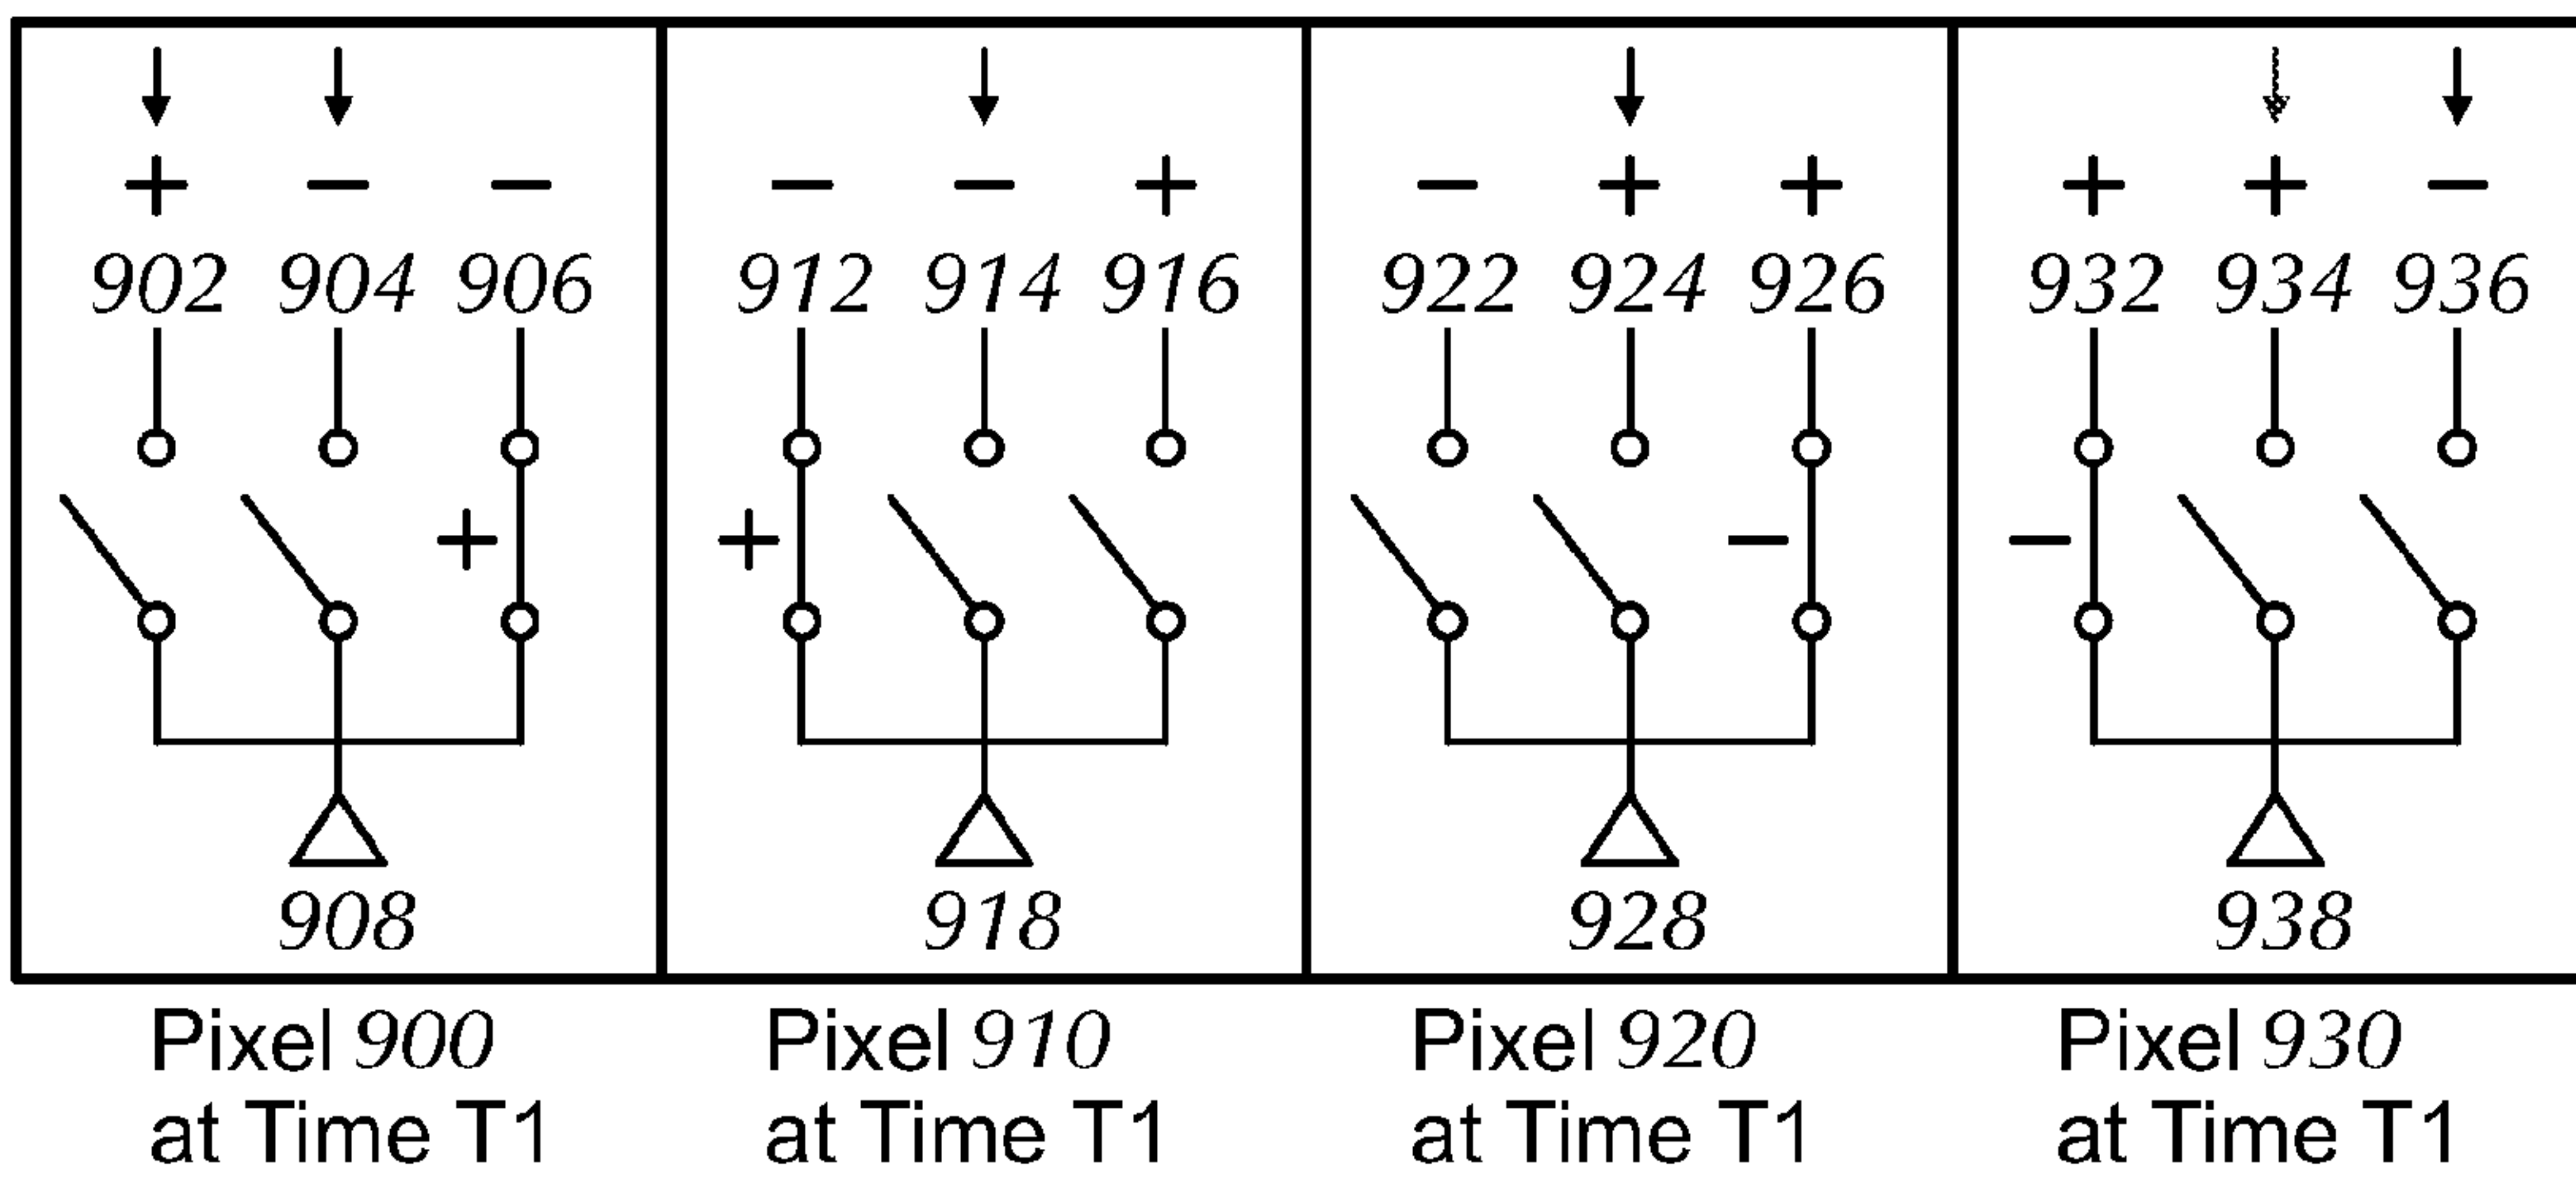 + − − − − + − + + + + −
902 904 906 912 914 916 922 924 926 932 934 936
+ + − −
908 918 928 938
Pixel 900 Pixel 910 Pixel 920 Pixel 930
at Time T1 at Time T1 at Time T1 at Time T1